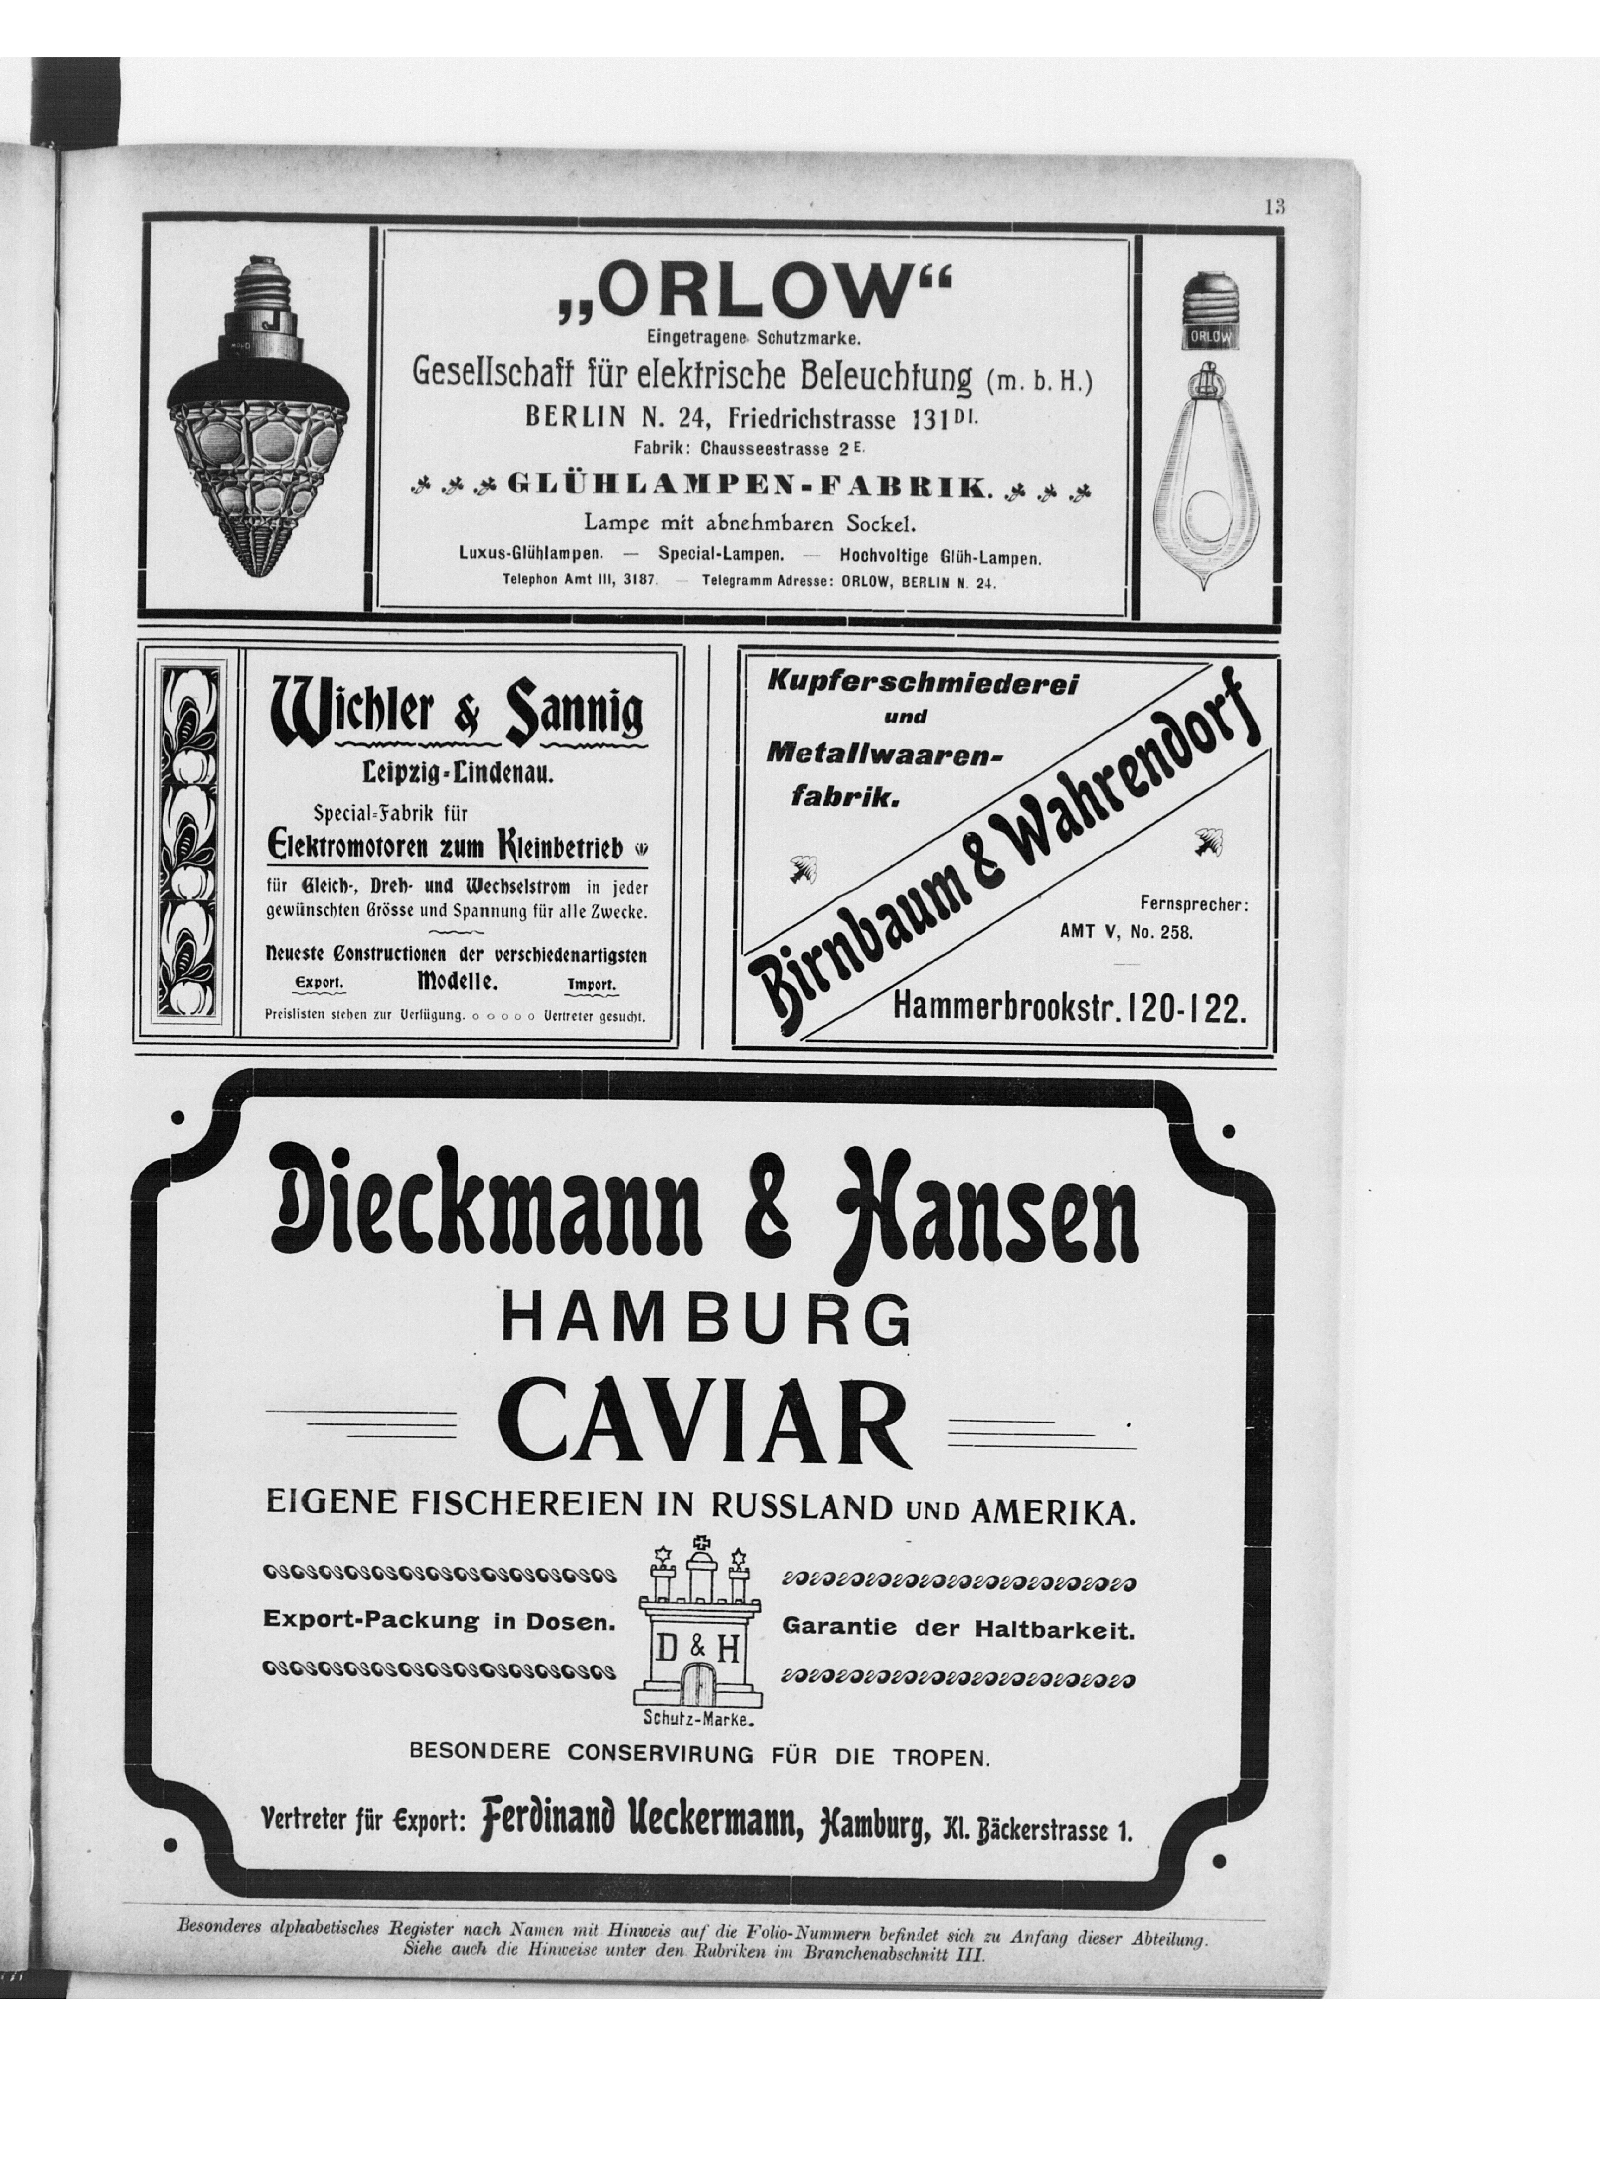 13
„ORLOW“
Eingetragene Schutzmarke.
Gesellschaft für elektrische Beleuchtung (m. b. H.)
BERLIN N. 24, Friedrichstrasse 131 DI.
Fabrik: Chausseestrasse 2 E.
GLÜHLAMPEN-FABRIK.
Lampe mit abnehmbaren Sockel.
Luxus-Glühlampen. — Special-Lampen. — Hochvoltige Glüh-Lampen.
Telephon Amt III, 3187. — Telegramm Adresse: ORLOW, BERLIN N. 24.
ORLOW
Wichler & Sannig
Leipzig-Lindenau.
Special-Fabrik für
Elektromotoren zum Kleinbetrieb
für Gleich-, Dreh- und Wechselstrom in jeder
gewünschten Grösse und Spannung für alle Zwecke.
Neueste Constructionen der verschiedenartigsten
Export. Modelle. Import.
Preislisten stehen zur Verfügung. o o o o o Vertreter gesucht.
Kupferschmiederei
und
Metallwaaren-
fabrik.
Birnbaum & Wahrendorf
Fernsprecher:
AMT V, No. 258.
Hammerbrookstr. 120-122.
Dieckmann & Hansen
HAMBURG
CAVIAR
EIGENE FISCHEREIEN IN RUSSLAND UND AMERIKA.
Export-Packung in Dosen.
D & H
Schutz-Marke.
Garantie der Haltbarkeit.
BESONDERE CONSERVIRUNG FÜR DIE TROPEN.
Vertreter für Export: Ferdinand Ueckermann, Hamburg, Kl. Bäckerstrasse 1.
Besonderes alphabetisches Register nach Namen mit Hinweis auf die Folio-Nummern befindet sich zu Anfang dieser Abteilung.
Siehe auch die Hinweise unter den Rubriken im Branchenabschnitt III.